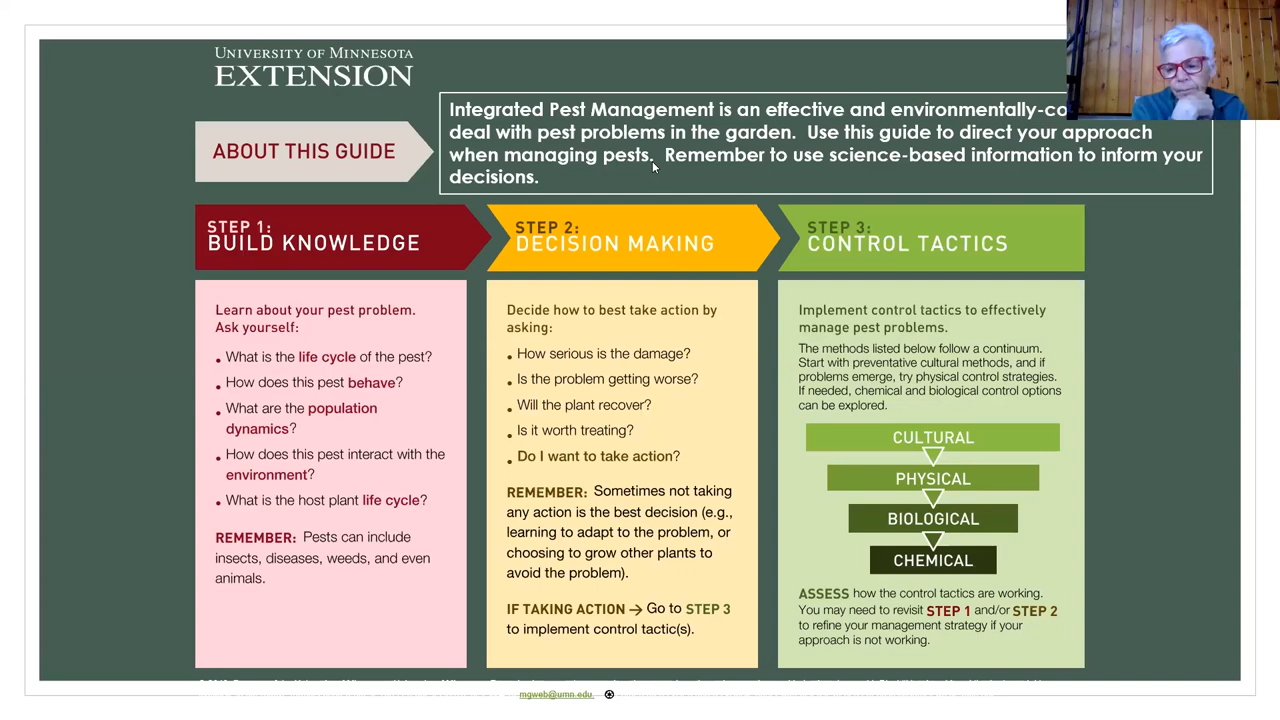 UNIVERSITY OF MINNESOTA
EXTENSION
ABOUT THIS GUIDE
Integrated Pest Management is an effective and
deal with pest problems in the garden. Use this guide to direct your approach
when managing pests. Remember to use science-based information to inform your
decisions.
STEP 1:
BUILD KNOWLEDGE
Learn about your pest problem.
Ask yourself:
• What is the life cycle of the pest?
• How does this pest behave?
• What are the population
dynamics?
• How does this pest interact with the
environment?
• What is the host plant life cycle?
REMEMBER: Pests can include
insects, diseases, weeds, and even
animals.
STEP 2:
DECISION MAKING
Decide how to best take action by
asking:
• How serious is the damage?
• Is the problem getting worse?
• Will the plant recover?
• Is it worth treating?
• Do I want to take action?
REMEMBER: Sometimes not taking
any action is the best decision (e.g.,
learning to adapt to the problem, or
choosing to grow other plants to
avoid the problem).
IF TAKING ACTION → Go to STEP 3
to implement control tactic(s).
STEP 3:
CONTROL TACTICS
Implement control tactics to effectively
manage pest problems.
The methods listed below follow a continuum.
Start with preventative cultural methods, and if
problems emerge, try physical control strategies.
If needed, chemical and biological control options
can be explored.
CULTURAL
PHYSICAL
BIOLOGICAL
CHEMICAL
ASSESS how the control tactics are working.
You may need to revisit STEP 1 and/or STEP 2
to refine your management strategy if your
approach is not working.
mgweb@umn.edu.